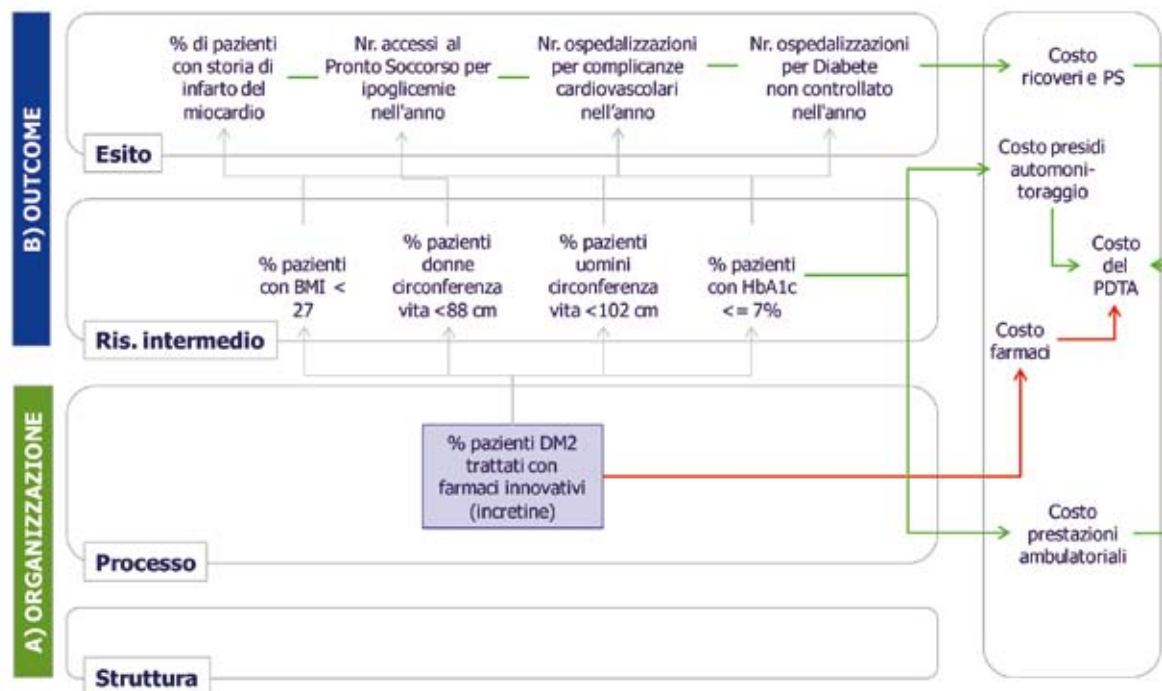 B) OUTCOME
% di pazienti
con storia di
infarto del
miocardio
Nr. accessi al
Pronto Soccorso per
ipoglicemie
nell'anno
Nr. ospedalizzazioni
per complicanze
cardiovascolari
nell'anno
Nr. ospedalizzazioni
per Diabete
non controllato
nell'anno
Esito
% pazienti
con BMI <
27
% pazienti
donne
circonferenza
vita <88 cm
% pazienti
uomini
circonferenza
vita <102 cm
% pazienti
con HbA1c
<= 7%
Ris. intermedio
A) ORGANIZZAZIONE
% pazienti DM2
trattati con
farmaci innovativi
(incretine)
Processo
Struttura
Costo
ricoveri e PS
Costo presidi
automoni-
toraggio
Costo
del
PDTA
Costo
farmaci
Costo
prestazioni
ambulatoriali